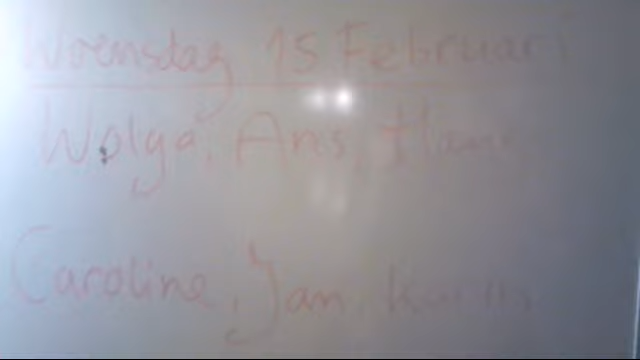 Woensdag 15 Februari
Wolga, Ans,
Caroline, Jan,